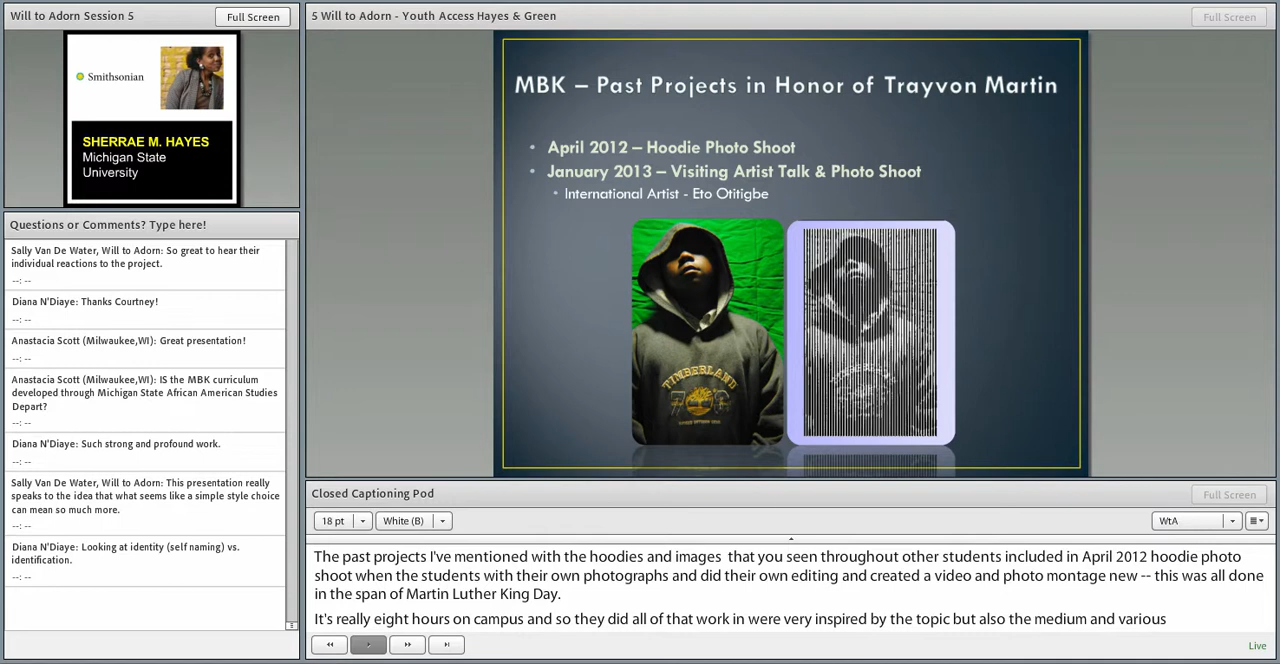 Will to Adorn Session 5
Full Screen
Smithsonian
SHERRAE M. HAYES
Michigan State
University
Questions or Comments? Type here!
Sally Van De Water, Will to Adorn: So great to hear their
individual reactions to the project.
--: --
Diana N'Diaye: Thanks Courtney!
--: --
Anastacia Scott (Milwaukee,WI): Great presentation!
--: --
Anastacia Scott (Milwaukee,WI): IS the MBK curriculum
developed through Michigan State African American Studies
Depart?
--: --
Diana N'Diaye: Such strong and profound work.
--: --
Sally Van De Water, Will to Adorn: This presentation really
speaks to the idea that what seems like a simple style choice
can mean so much more.
--: --
Diana N'Diaye: Looking at identity (self naming) vs.
identification.
--: --
5 Will to Adorn - Youth Access Hayes & Green
Full Screen
MBK – Past Projects in Honor of Trayvon Martin
• April 2012 – Hoodie Photo Shoot
• January 2013 – Visiting Artist Talk & Photo Shoot
• International Artist - Eto Otitigbe
TIMBERLAND
Closed Captioning Pod
Full Screen
18 pt
White (B)
WtA
The past projects I've mentioned with the hoodies and images that you seen throughout other students included in April 2012 hoodie photo
shoot when the students with their own photographs and did their own editing and created a video and photo montage new -- this was all done
in the span of Martin Luther King Day.
It's really eight hours on campus and so they did all of that work in were very inspired by the topic but also the medium and various
Live